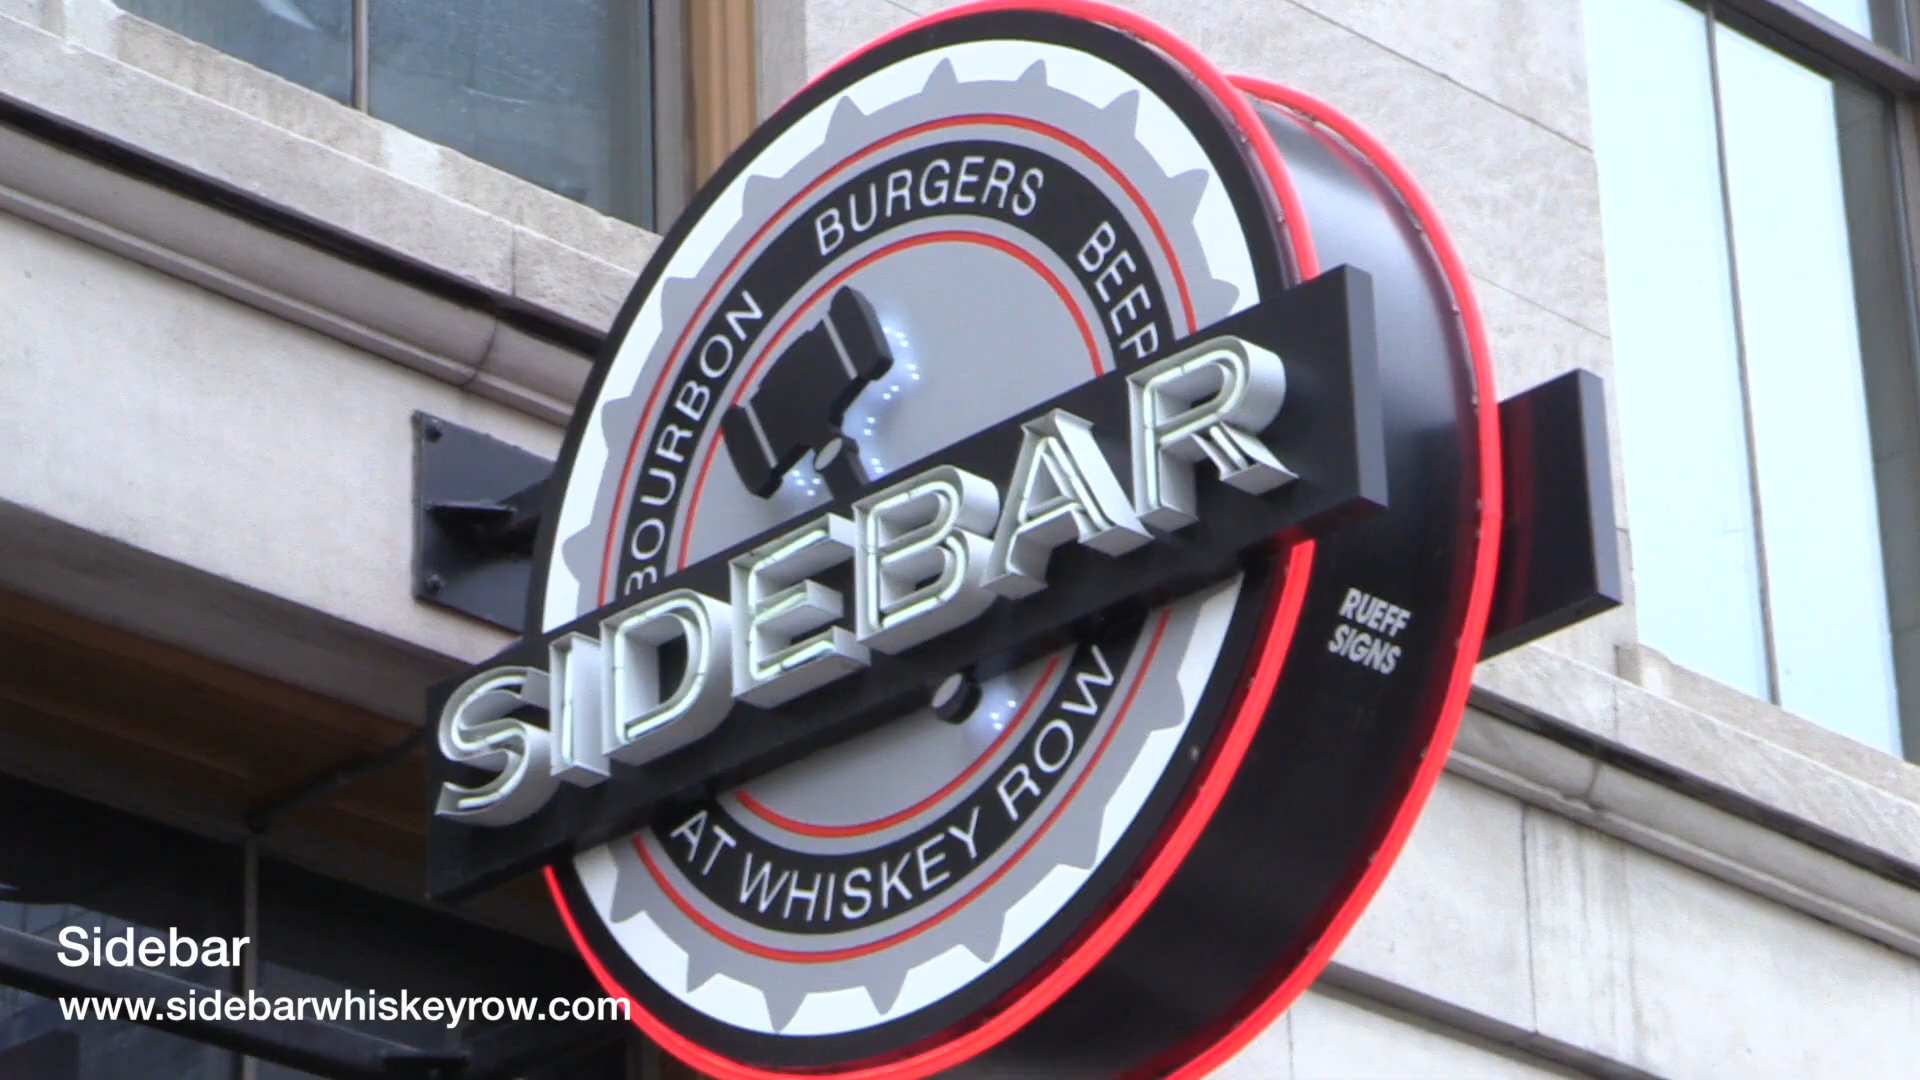 BOURBON BURGERS BEER
SIDEBAR
AT WHISKEY ROW
RUEFF
SIGNS
Sidebar
www.sidebarwhiskeyrow.com